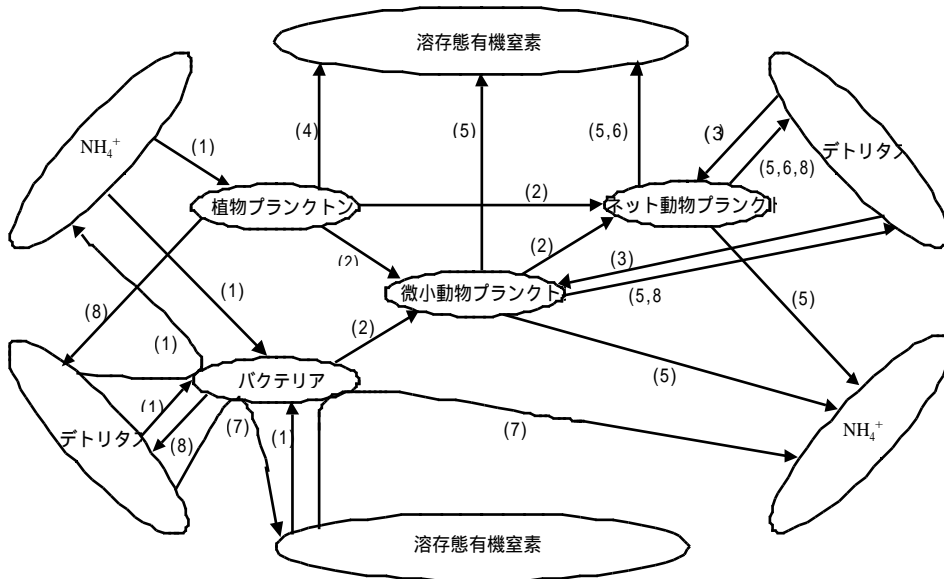 溶存態有機窒素
NH₄⁺
(1)
(4)
(5)
(5,6)
(3
デトリタス
(5,6,8)
植物プランクトン
(2)
ネット動物プランクト
(2)
(2)
(3)
(1)
微小動物プランクト
(5,8
(8)
(5)
(1)
(2)
バクテリア
(5)
(1)
デトリタス
(8)
(7)
(1)
(7)
NH₄⁺
溶存態有機窒素